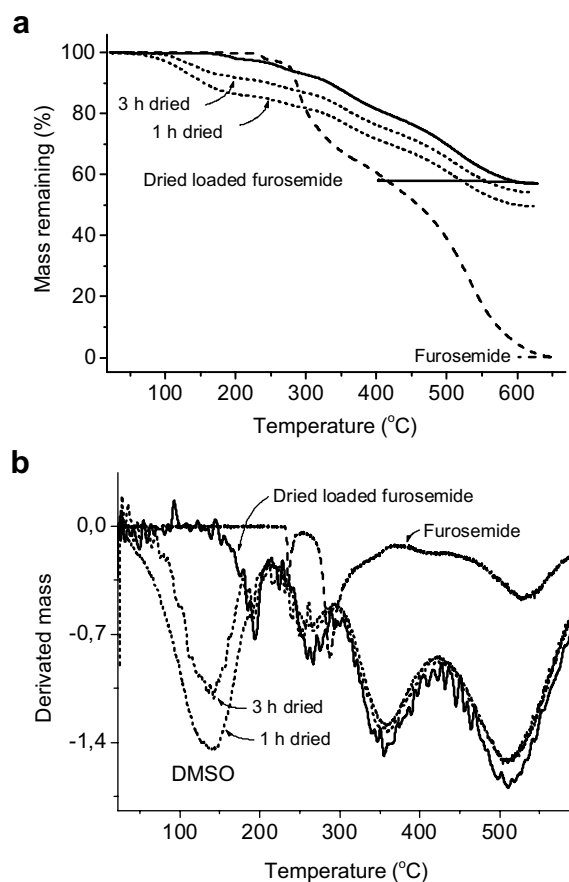 a
100
80
60
40
20
0
Mass remaining (%)
3 h dried
1 h dried
Dried loaded furosemide
Furosemide
100 200 300 400 500 600
Temperature (°C)
b
0,0
-0,7
-1,4
Derivated mass
Dried loaded furosemide
Furosemide
3 h dried
1 h dried
DMSO
100 200 300 400 500
Temperature (°C)